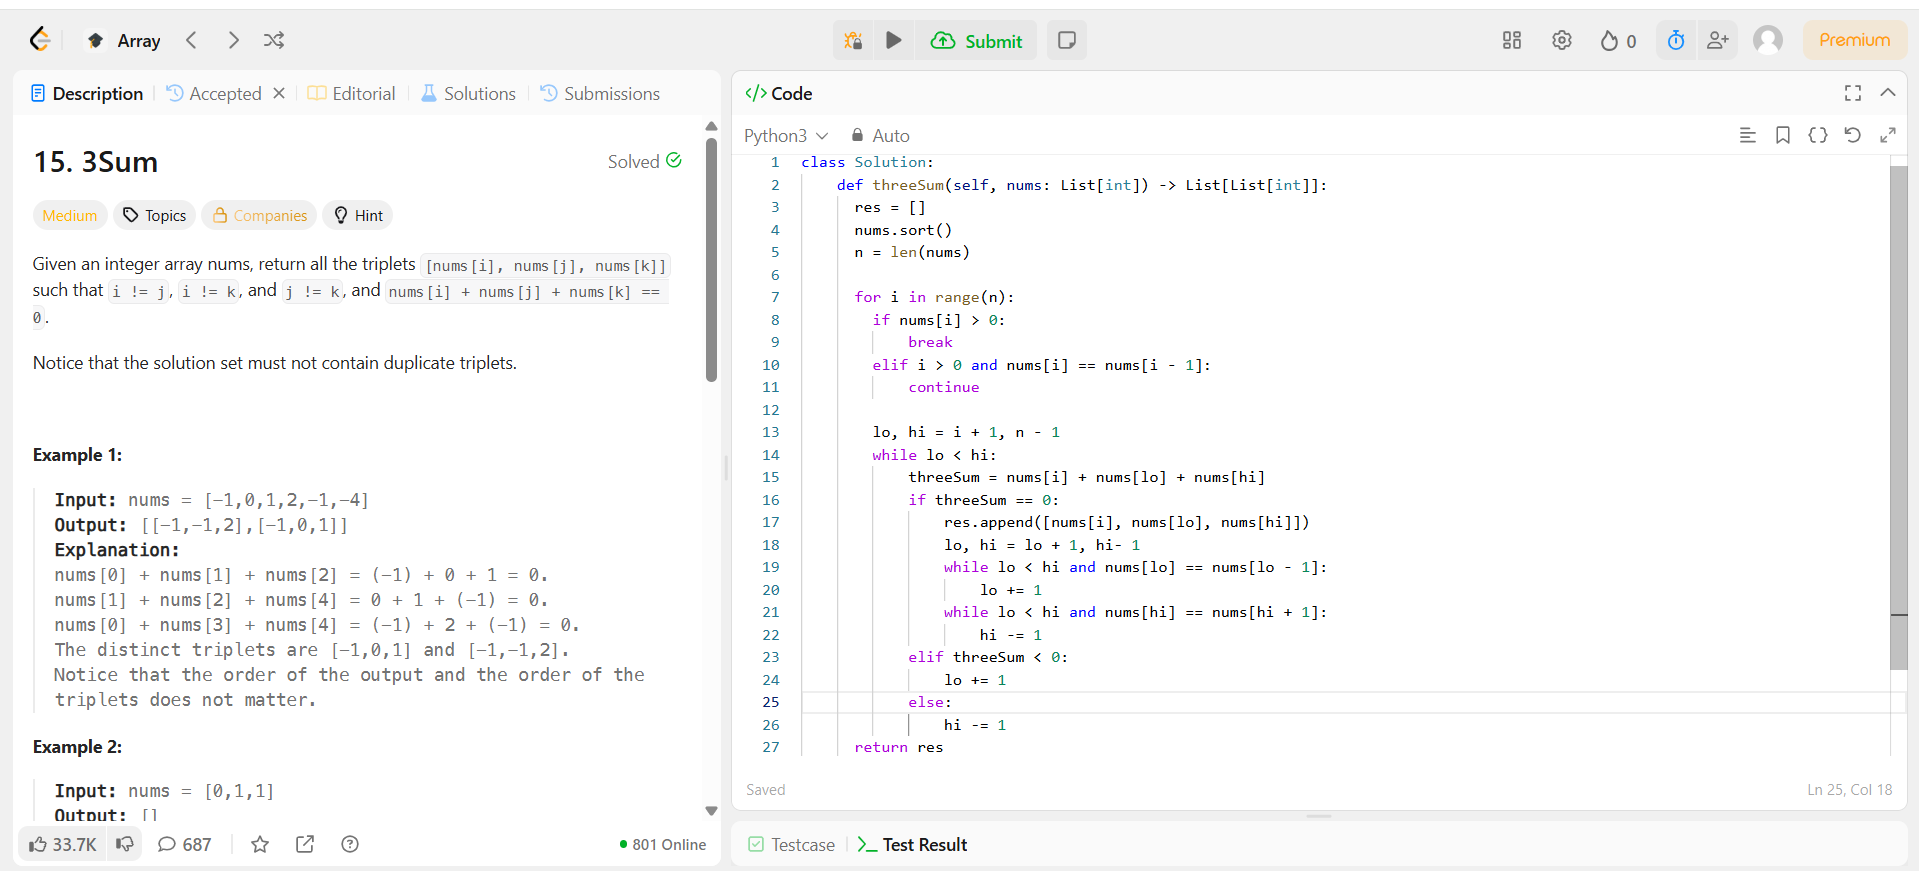 Array
Submit
0
Premium
Description
Accepted
Editorial
Solutions
Submissions
15. 3Sum
Solved
Medium
Topics
Companies
Hint
Given an integer array nums, return all the triplets [nums[i], nums[j], nums[k]]
such that i != j, i != k, and j != k, and nums[i] + nums[j] + nums[k] ==
0.
Notice that the solution set must not contain duplicate triplets.
Example 1:
Input: nums = [-1,0,1,2,-1,-4]
Output: [[-1,-1,2],[-1,0,1]]
Explanation:
nums[0] + nums[1] + nums[2] = (-1) + 0 + 1 = 0.
nums[1] + nums[2] + nums[4] = 0 + 1 + (-1) = 0.
nums[0] + nums[3] + nums[4] = (-1) + 2 + (-1) = 0.
The distinct triplets are [-1,0,1] and [-1,-1,2].
Notice that the order of the output and the order of the
triplets does not matter.
Example 2:
Input: nums = [0,1,1]
Output: []
33.7K
687
801 Online
</> Code
Python3
Auto
1 class Solution:
2     def threeSum(self, nums: List[int]) -> List[List[int]]:
3       res = []
4       nums.sort()
5       n = len(nums)
6
7       for i in range(n):
8         if nums[i] > 0:
9             break
10         elif i > 0 and nums[i] == nums[i - 1]:
11             continue
12
13         lo, hi = i + 1, n - 1
14         while lo < hi:
15             threeSum = nums[i] + nums[lo] + nums[hi]
16             if threeSum == 0:
17                 res.append([nums[i], nums[lo], nums[hi]])
18                 lo, hi = lo + 1, hi- 1
19                 while lo < hi and nums[lo] == nums[lo - 1]:
20                     lo += 1
21                 while lo < hi and nums[hi] == nums[hi + 1]:
22                     hi -= 1
23             elif threeSum < 0:
24                 lo += 1
25             else:
26                 hi -= 1
27       return res
Saved
Ln 25, Col 18
Testcase
Test Result